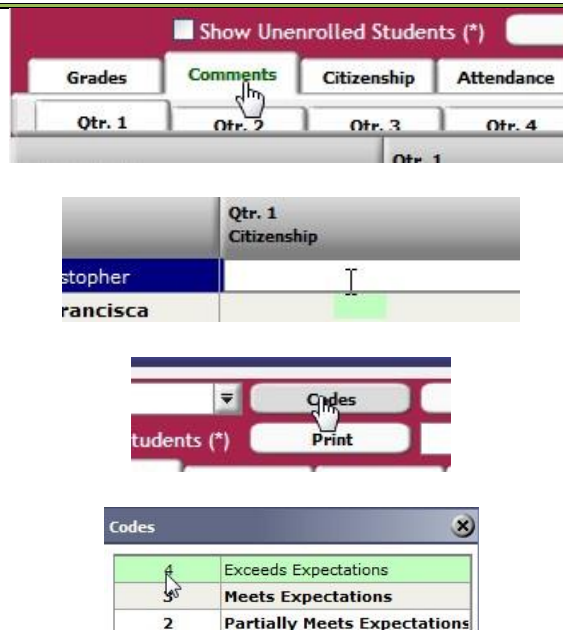 Show Unenrolled Students (*)
Grades Comments Citizenship Attendance
Qtr. 1 Qtr. 2 Qtr. 3 Qtr. 4
Qtr. 1
Qtr. 1
Citizenship
stopher
rancisca
Codes
tudents (*) Print
Codes
4 Exceeds Expectations
3 Meets Expectations
2 Partially Meets Expectations